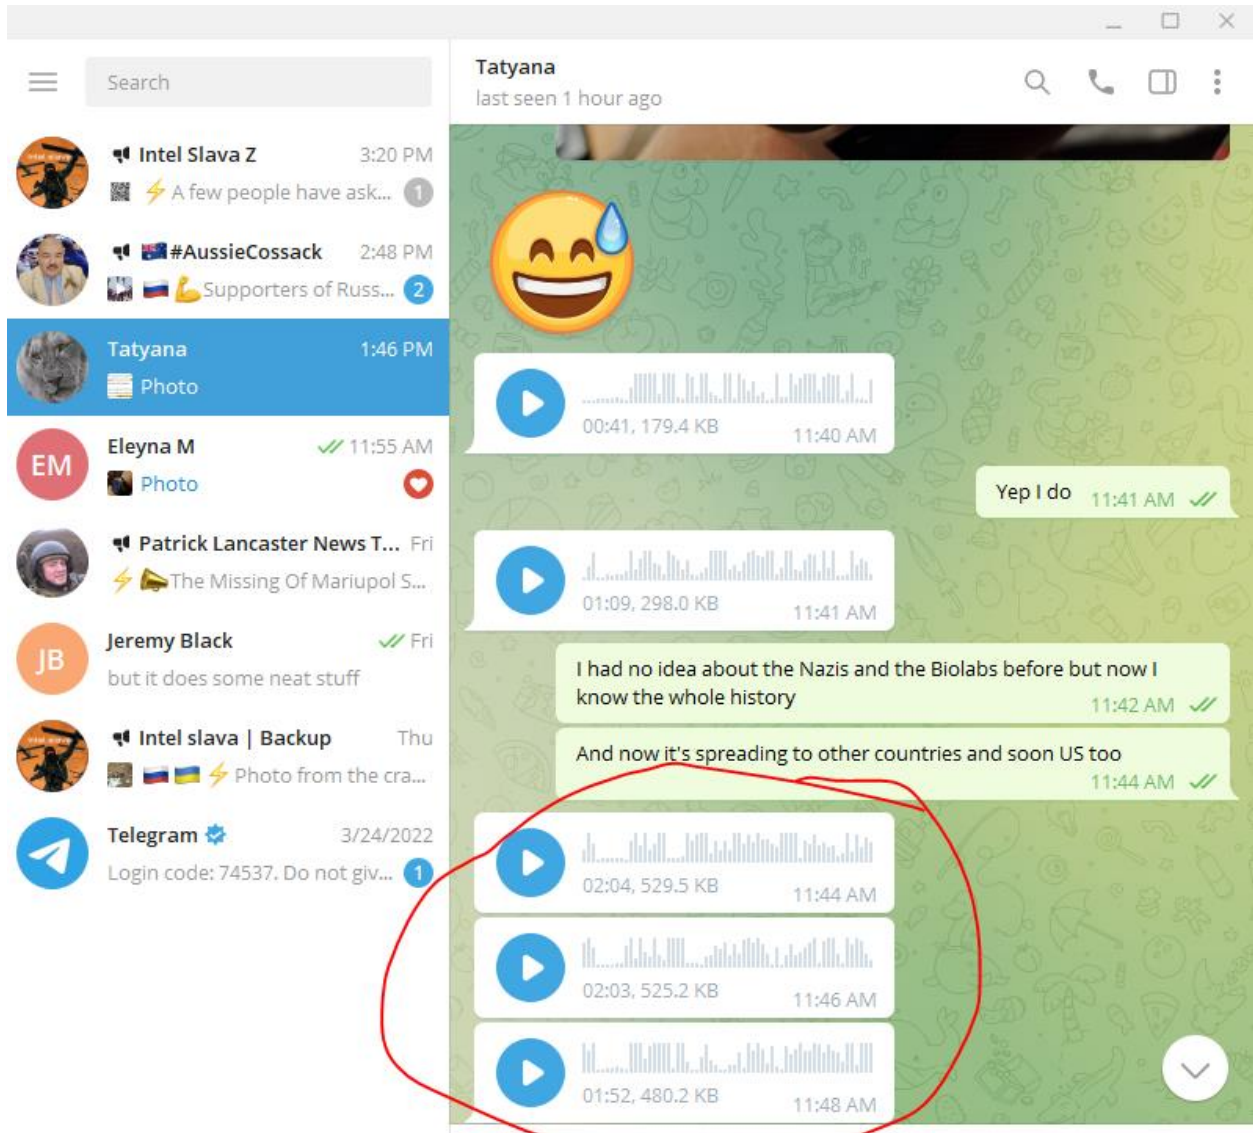 Search
Intel Slava Z 3:20 PM
A few people have ask... 1
#AussieCossack 2:48 PM
Supporters of Russ... 2
Tatyana 1:46 PM
Photo
EM
Eleyna M 11:55 AM
Photo
Patrick Lancaster News T... Fri
The Missing Of Mariupol S...
JB
Jeremy Black Fri
but it does some neat stuff
Intel slava | Backup Thu
Photo from the cra...
Telegram 3/24/2022
Login code: 74537. Do not giv... 1
Tatyana
last seen 1 hour ago
00:41, 179.4 KB 11:40 AM
Yep I do 11:41 AM
01:09, 298.0 KB 11:41 AM
I had no idea about the Nazis and the Biolabs before but now I
know the whole history 11:42 AM
And now it's spreading to other countries and soon US too
11:44 AM
02:04, 529.5 KB 11:44 AM
02:03, 525.2 KB 11:46 AM
01:52, 480.2 KB 11:48 AM